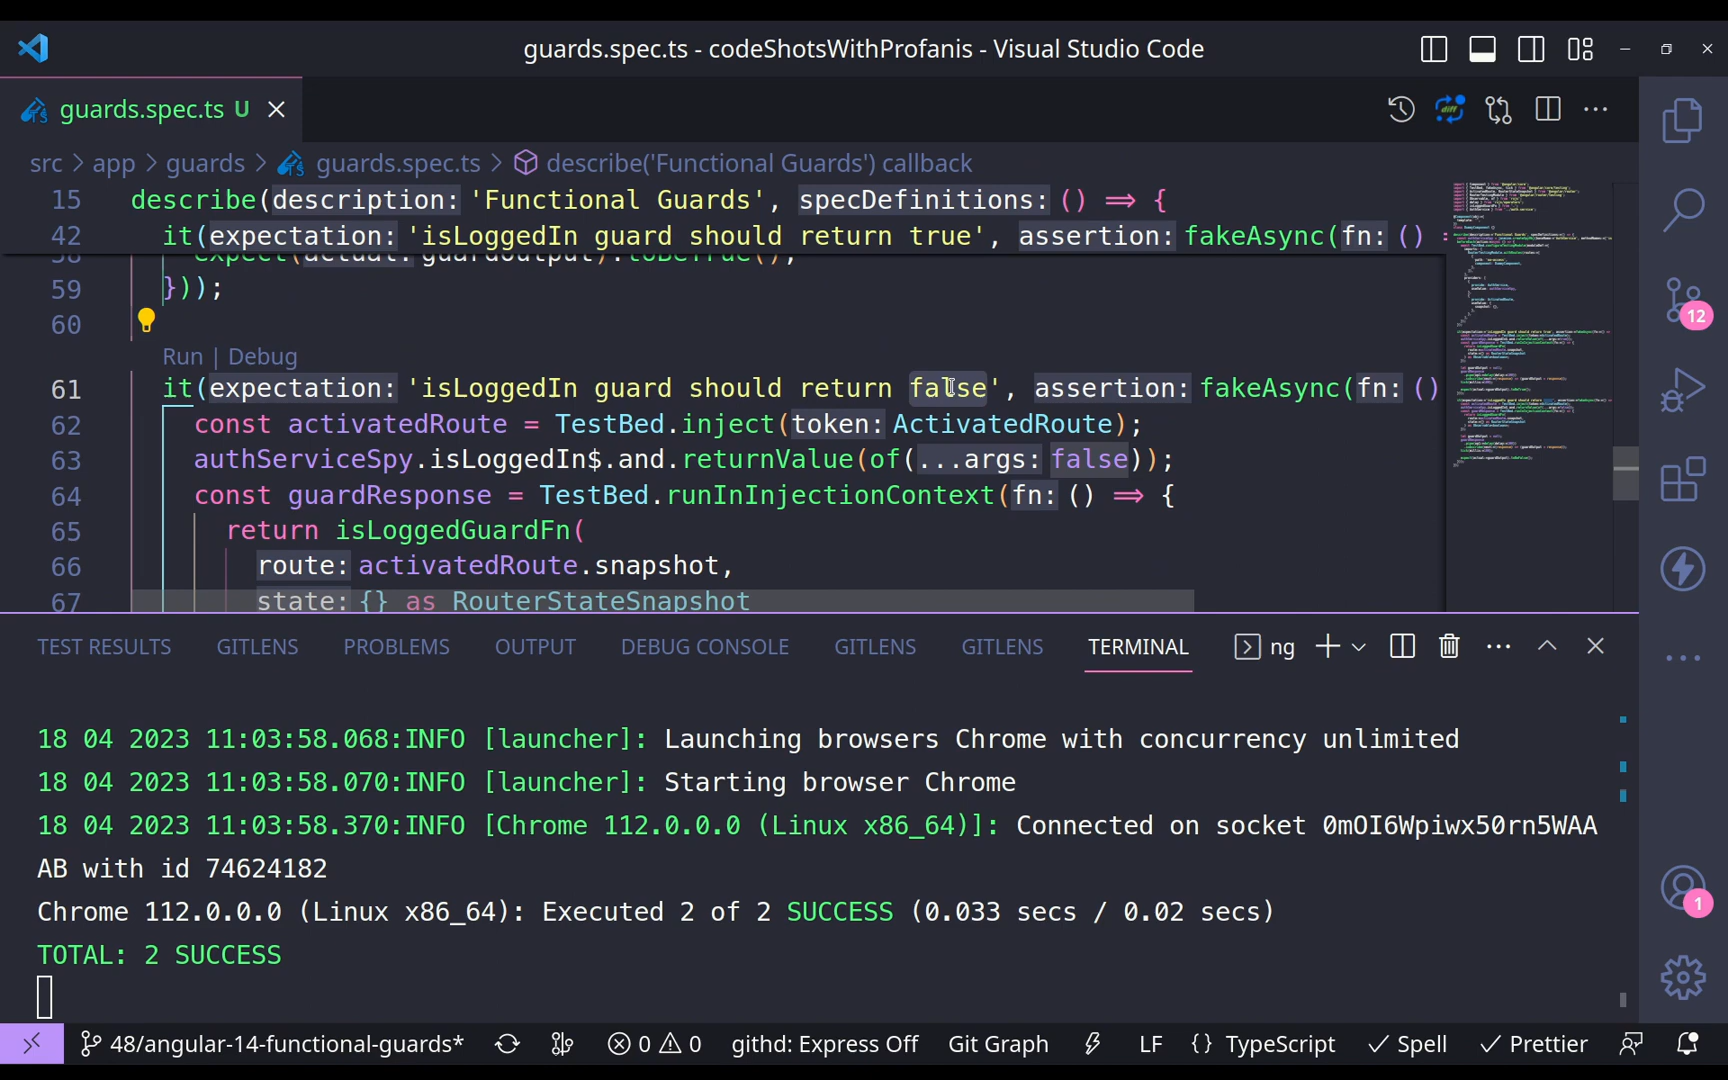 guards.spec.ts - codeShotsWithProfanis - Visual Studio Code
guards.spec.ts U
src > app > guards > guards.spec.ts > describe('Functional Guards') callback
15 describe(description: 'Functional Guards', specDefinitions: () => {
42 it(expectation: 'isLoggedIn guard should return true', assertion: fakeAsync(fn: () =
58 expect(actual: guardOutput).toBeTrue();
59 }));
60
Run | Debug
61 it(expectation: 'isLoggedIn guard should return false', assertion: fakeAsync(fn: ()
62 const activatedRoute = TestBed.inject(token: ActivatedRoute);
63 authServiceSpy.isLoggedIn$.and.returnValue(of(...args: false));
64 const guardResponse = TestBed.runInInjectionContext(fn: () => {
65 return isLoggedGuardFn(
66 route: activatedRoute.snapshot,
67 state: {} as RouterStateSnapshot
12
TEST RESULTS GITLENS PROBLEMS OUTPUT DEBUG CONSOLE GITLENS GITLENS TERMINAL ng
18 04 2023 11:03:58.068:INFO [launcher]: Launching browsers Chrome with concurrency unlimited
18 04 2023 11:03:58.070:INFO [launcher]: Starting browser Chrome
18 04 2023 11:03:58.370:INFO [Chrome 112.0.0.0 (Linux x86_64)]: Connected on socket 0mOI6Wpiwx50rn5WAA
AB with id 74624182
Chrome 112.0.0.0 (Linux x86_64): Executed 2 of 2 SUCCESS (0.033 secs / 0.02 secs)
TOTAL: 2 SUCCESS
1
48/angular-14-functional-guards* 0 0 githd: Express Off Git Graph LF {} TypeScript Spell Prettier